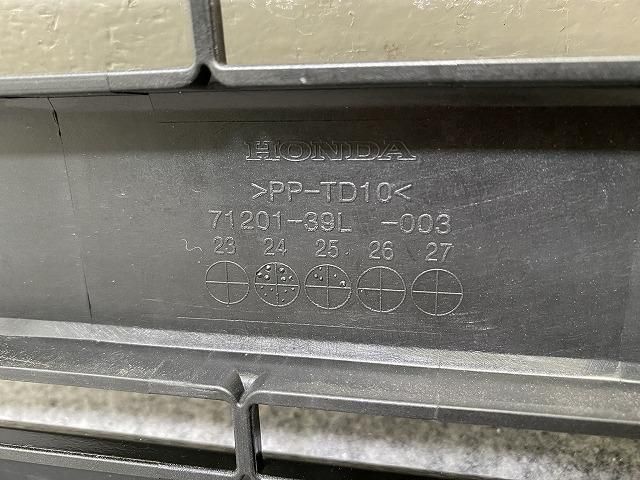 HONDA
>PP-TD10<
71201-39L -003
23 24 25 26 27